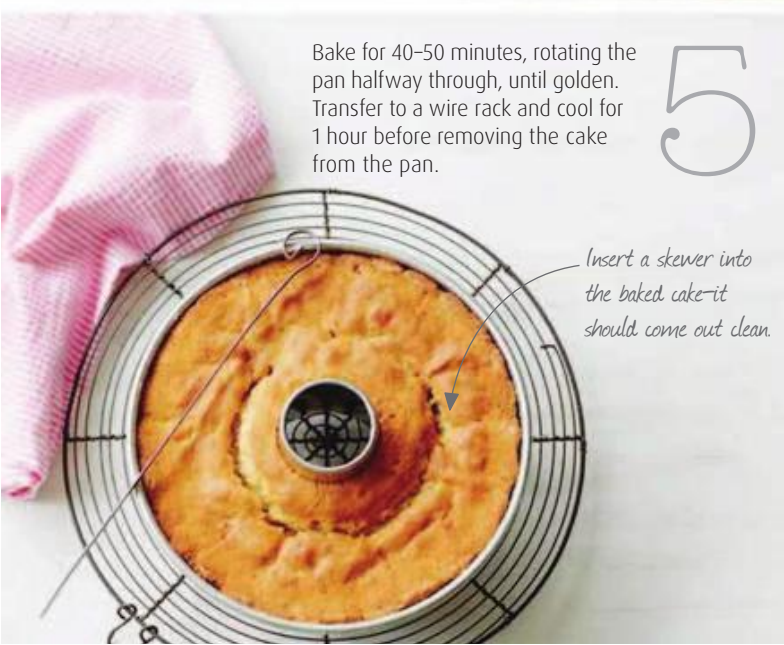 Bake for 40–50 minutes, rotating the
pan halfway through, until golden.
Transfer to a wire rack and cool for
1 hour before removing the cake
from the pan.
5
Insert a skewer into
the baked cake–it
should come out clean.